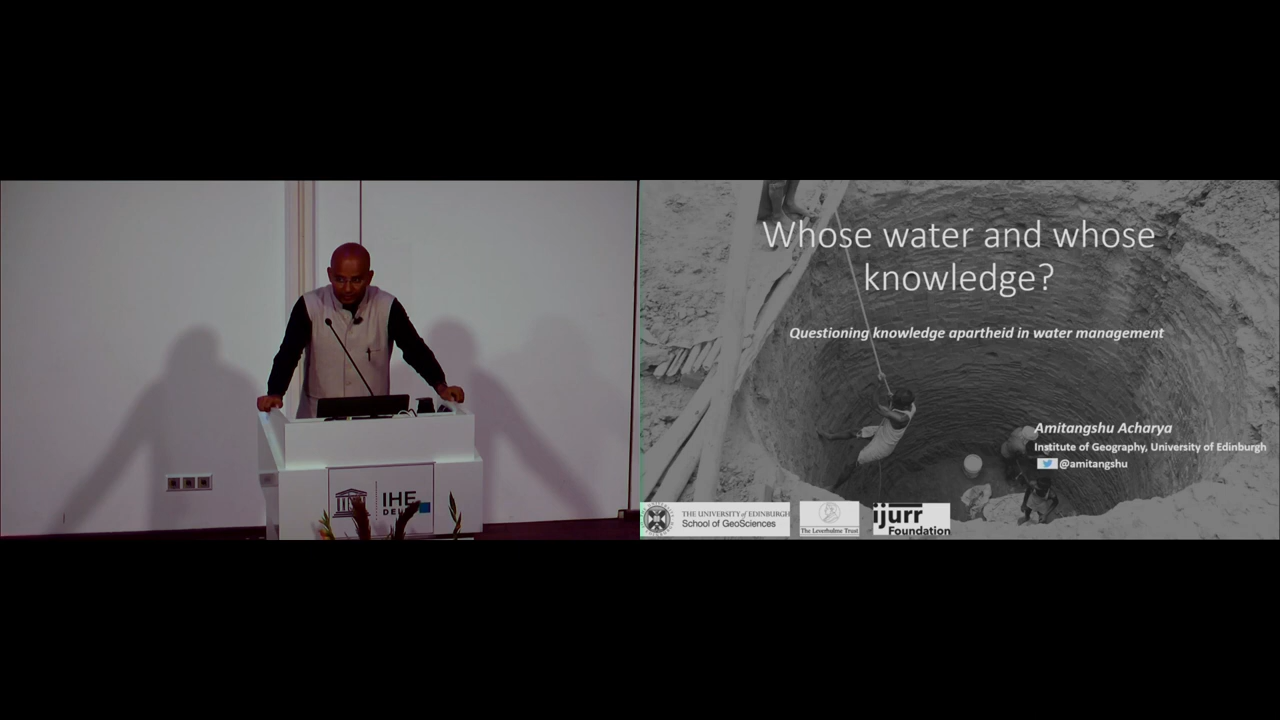 IHE
DELFT
Whose water and whose
knowledge?
Questioning knowledge apartheid in water management
Amitangshu Acharya
Institute of Geography, University of Edinburgh
@amitangshu
THE UNIVERSITY of EDINBURGH
School of GeoSciences
The Leverhulme Trust
ijurr
Foundation